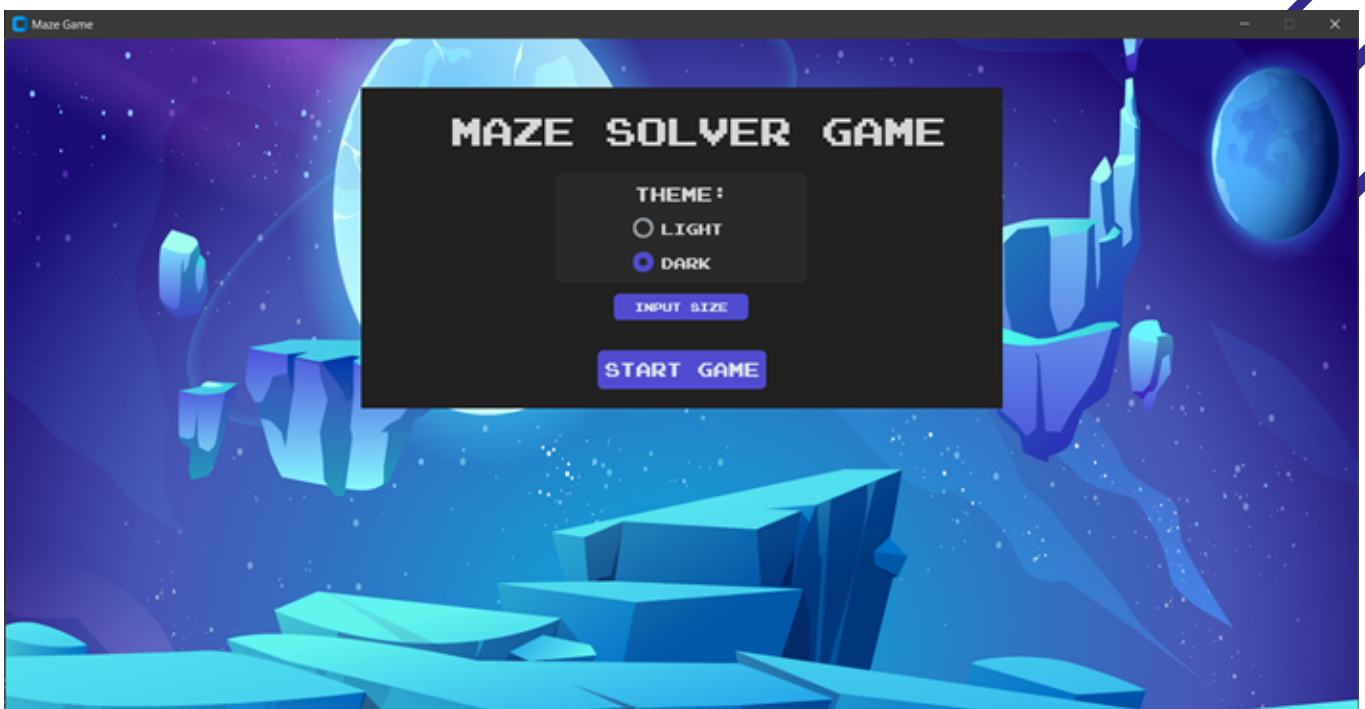 Maze Game
MAZE SOLVER GAME
THEME:
LIGHT
DARK
INPUT SIZE
START GAME